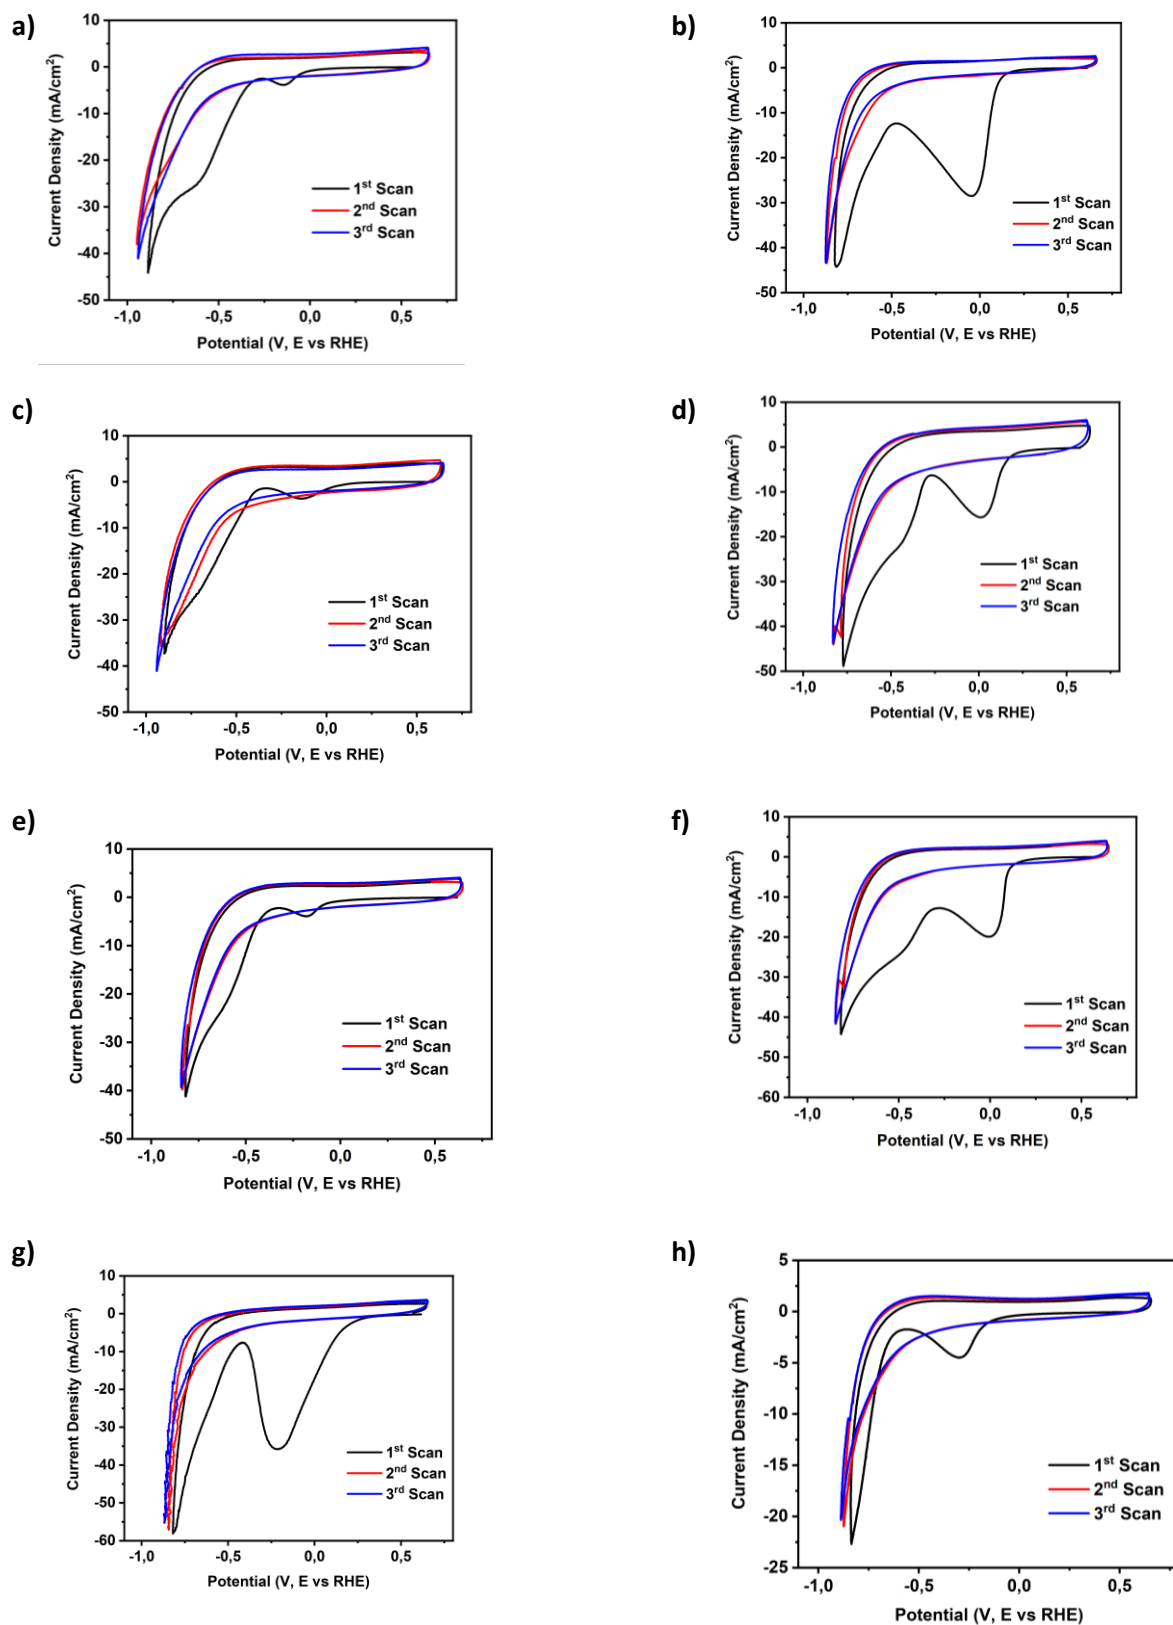 a)
10
0
-10
-20
-30
-40
-50
Current Density (mA/cm²)
1st Scan
2nd Scan
3rd Scan
-1,0 -0,5 0,0 0,5
Potential (V, E vs RHE)
b)
10
0
-10
-20
-30
-40
-50
Current Density (mA/cm²)
1st Scan
2nd Scan
3rd Scan
-1,0 -0,5 0,0 0,5
Potential (V, E vs RHE)
c)
10
0
-10
-20
-30
-40
-50
Current Density (mA/cm²)
1st Scan
2nd Scan
3rd Scan
-1,0 -0,5 0,0 0,5
Potential (V, E vs RHE)
d)
10
0
-10
-20
-30
-40
-50
Current Density (mA/cm²)
1st Scan
2nd Scan
3rd Scan
-1,0 -0,5 0,0 0,5
Potential (V, E vs RHE)
e)
10
0
-10
-20
-30
-40
-50
Current Density (mA/cm²)
1st Scan
2nd Scan
3rd Scan
-1,0 -0,5 0,0 0,5
Potential (V, E vs RHE)
f)
10
0
-10
-20
-30
-40
-50
-60
Current Density (mA/cm²)
1st Scan
2nd Scan
3rd Scan
-1,0 -0,5 0,0 0,5
Potential (V, E vs RHE)
g)
10
0
-10
-20
-30
-40
-50
-60
Current Density (mA/cm²)
1st Scan
2nd Scan
3rd Scan
-1,0 -0,5 0,0 0,5
Potential (V, E vs RHE)
h)
5
0
-5
-10
-15
-20
-25
Current Density (mA/cm²)
1st Scan
2nd Scan
3rd Scan
-1,0 -0,5 0,0 0,5
Potential (V, E vs RHE)